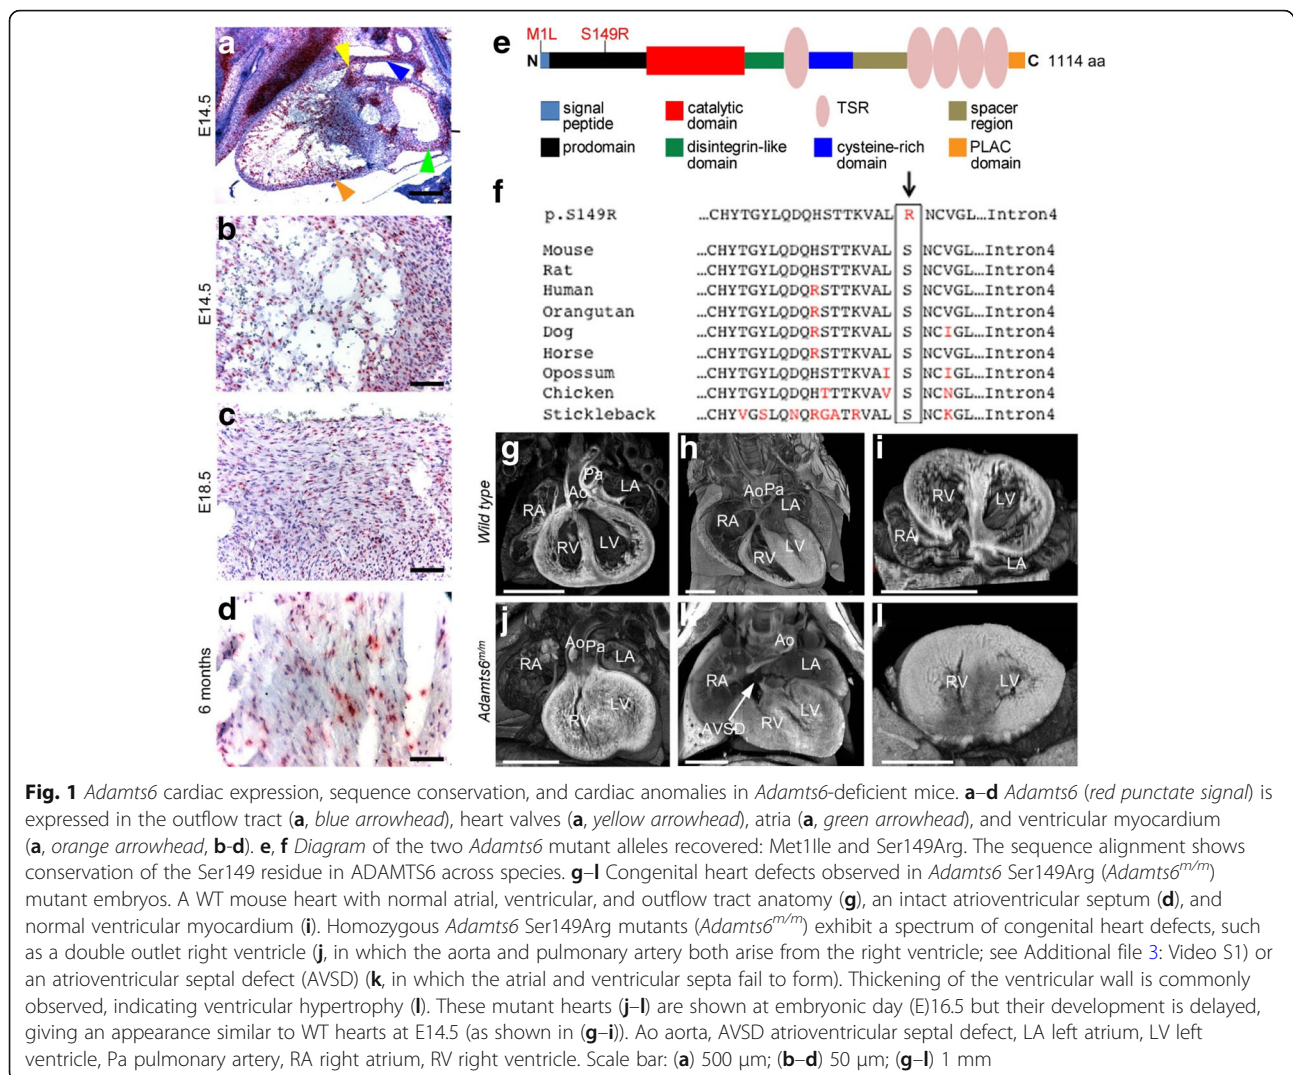 a
E14.5
b
E14.5
c
E18.5
d
6 months
e
M1L S149R
N C 1114 aa
signal peptide
catalytic domain
TSR
spacer region
prodomain
disintegrin-like domain
cysteine-rich domain
PLAC domain
f
p.S149R ...CHYTGYLQDQHSTTKVAL R NCVGL...Intron4
Mouse ...CHYTGYLQDQHSTTKVAL S NCVGL...Intron4
Rat ...CHYTGYLQDQHSTTKVAL S NCVGL...Intron4
Human ...CHYTGYLQDQRSTTKVAL S NCVGL...Intron4
Orangutan ...CHYTGYLQDQRSTTKVAL S NCVGL...Intron4
Dog ...CHYTGYLQDQRSTTKVAL S NCIGL...Intron4
Horse ...CHYTGYLQDQRSTTKVAL S NCVGL...Intron4
Opossum ...CHYTGYLQDQHSTTKVAI S NCIGL...Intron4
Chicken ...CHYTGYLQDQHTTTKVAV S NCNGL...Intron4
Stickleback ...CHYVGSLQNQRGATRVAL S NCKGL...Intron4
Wild type
g
Pa LA
Ao
RA
RV LV
h
AoPa
LA
RA
LV
RV
i
RV LV
RA
LA
Adamts6m/m
j
AoPa
LA
RA
LV
RV
k
Ao
LA
RA
LV
AVSD RV
l
RV LV
Fig. 1 Adamts6 cardiac expression, sequence conservation, and cardiac anomalies in Adamts6-deficient mice. a–d Adamts6 (red punctate signal) is
expressed in the outflow tract (a, blue arrowhead), heart valves (a, yellow arrowhead), atria (a, green arrowhead), and ventricular myocardium
(a, orange arrowhead, b-d). e, f Diagram of the two Adamts6 mutant alleles recovered: Met1Ile and Ser149Arg. The sequence alignment shows
conservation of the Ser149 residue in ADAMTS6 across species. g–l Congenital heart defects observed in Adamts6 Ser149Arg (Adamts6m/m)
mutant embryos. A WT mouse heart with normal atrial, ventricular, and outflow tract anatomy (g), an intact atrioventricular septum (d), and
normal ventricular myocardium (i). Homozygous Adamts6 Ser149Arg mutants (Adamts6m/m) exhibit a spectrum of congenital heart defects, such
as a double outlet right ventricle (j, in which the aorta and pulmonary artery both arise from the right ventricle; see Additional file 3: Video S1) or
an atrioventricular septal defect (AVSD) (k, in which the atrial and ventricular septa fail to form). Thickening of the ventricular wall is commonly
observed, indicating ventricular hypertrophy (l). These mutant hearts (j–l) are shown at embryonic day (E)16.5 but their development is delayed,
giving an appearance similar to WT hearts at E14.5 (as shown in (g–i)). Ao aorta, AVSD atrioventricular septal defect, LA left atrium, LV left
ventricle, Pa pulmonary artery, RA right atrium, RV right ventricle. Scale bar: (a) 500 μm; (b–d) 50 μm; (g–l) 1 mm